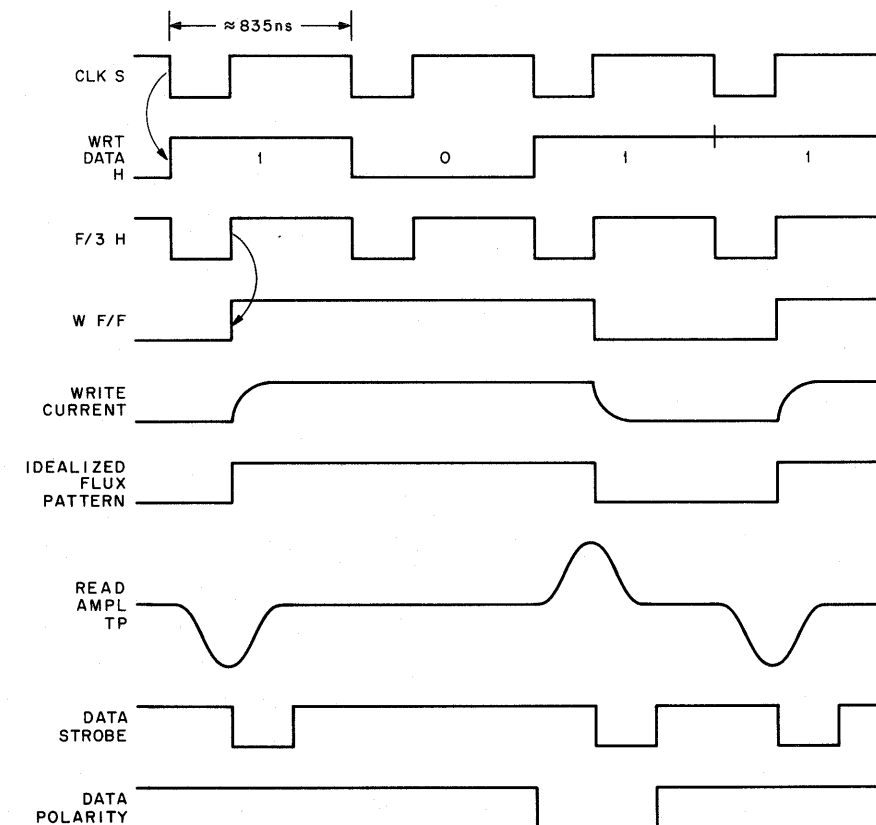 ≈835ns
CLK S
WRT
DATA
H
1 0 1 1
F/3 H
W F/F
WRITE
CURRENT
IDEALIZED
FLUX
PATTERN
READ
AMPL
TP
DATA
STROBE
DATA
POLARITY